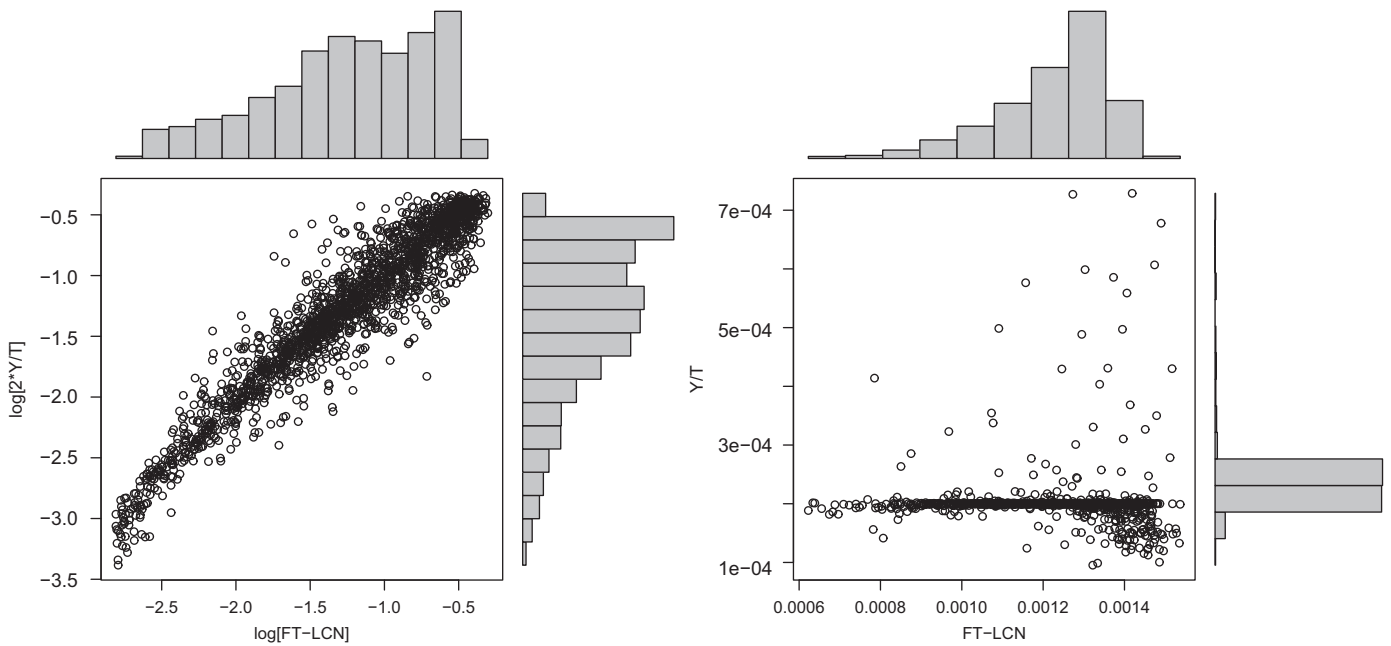 −0.5
−1.0
−1.5
−2.0
−2.5
−3.0
−3.5
log[2*Y/T]
−2.5 −2.0 −1.5 −1.0 −0.5
log[FT−LCN]
7e−04
5e−04
3e−04
1e−04
Y/T
0.0006 0.0008 0.0010 0.0012 0.0014
FT−LCN